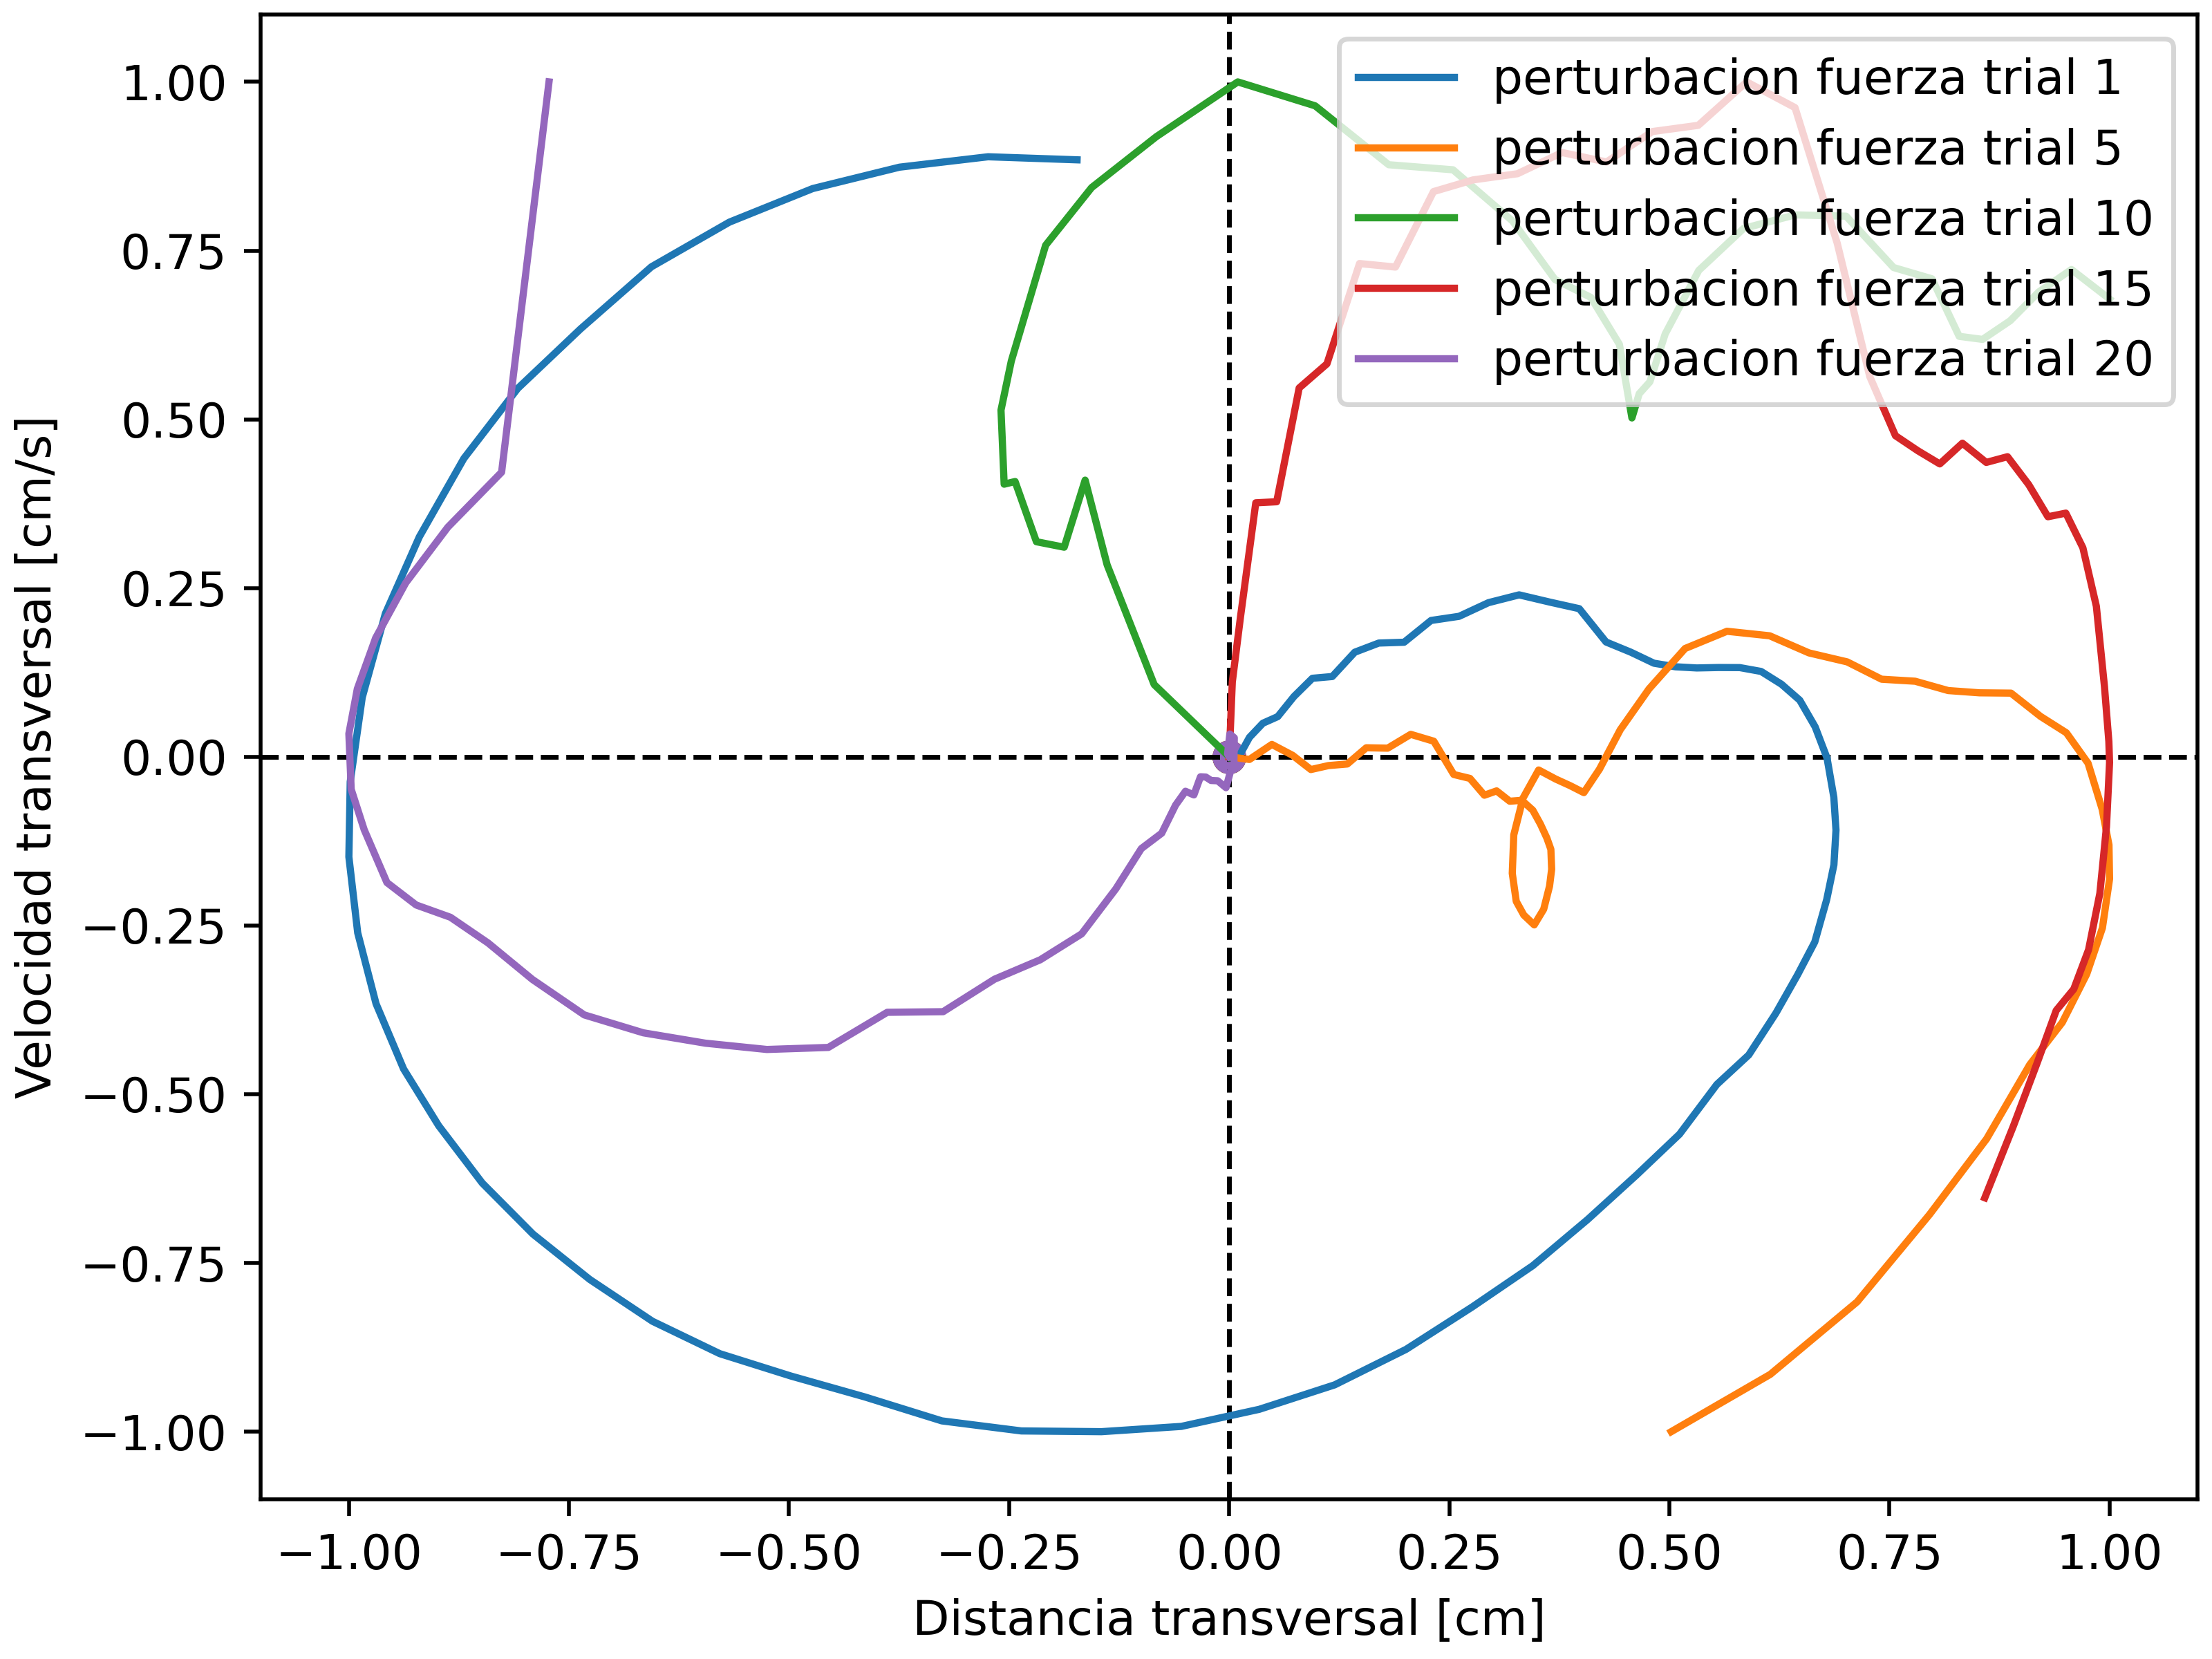 perturbacion fuerza trial 1
perturbacion fuerza trial 5
perturbacion fuerza trial 10
perturbacion fuerza trial 15
perturbacion fuerza trial 20
1.00
0.75
0.50
0.25
0.00
−0.25
−0.50
−0.75
−1.00
Velocidad transversal [cm/s]
−1.00 −0.75 −0.50 −0.25 0.00 0.25 0.50 0.75 1.00
Distancia transversal [cm]